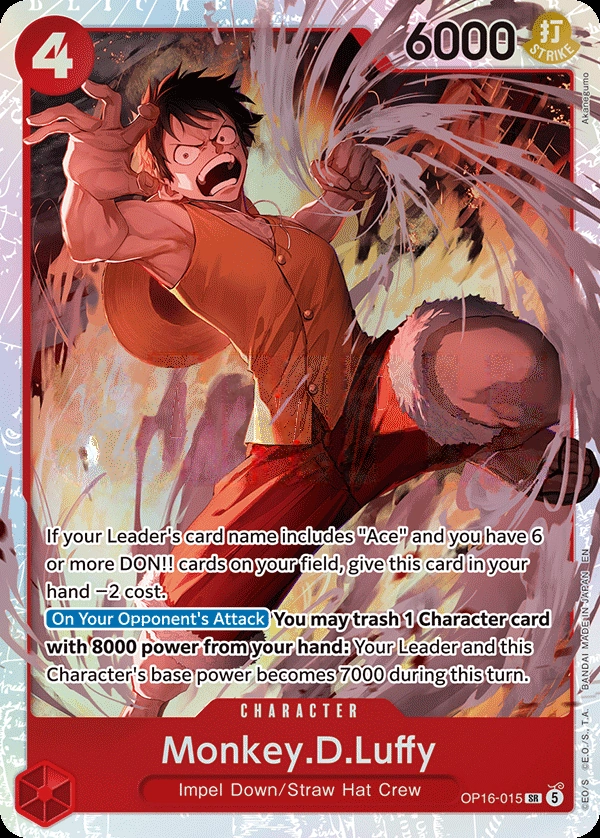 4
6000
打
STRIKE
Akanegumo
If your Leader's card name includes "Ace" and you have 6
or more DON!! cards on your field, give this card in your
hand −2 cost.
On Your Opponent's Attack You may trash 1 Character card
with 8000 power from your hand: Your Leader and this
Character's base power becomes 7000 during this turn.
CHARACTER
Monkey.D.Luffy
Impel Down/Straw Hat Crew
OP16-015 SR 5
©E.O/S ©E.O./S., T.A. BANDAI MADE IN JAPAN EN